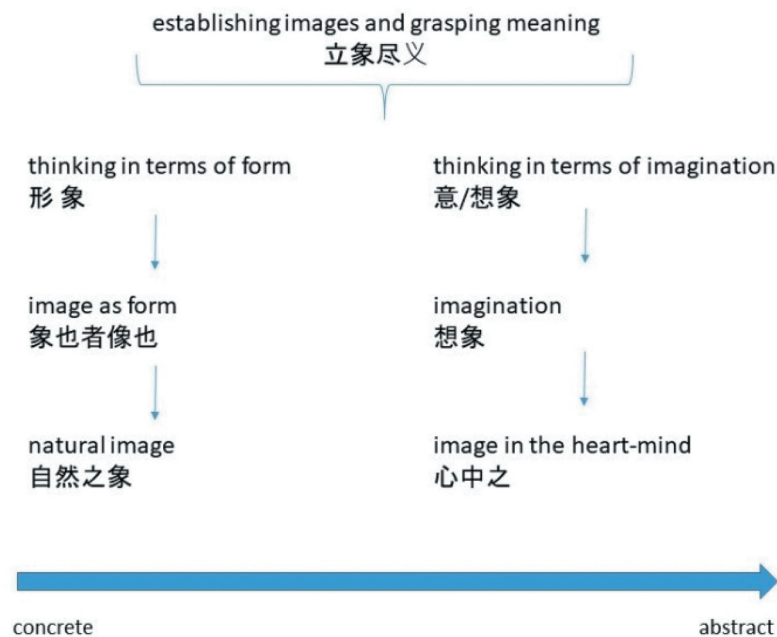 establishing images and grasping meaning
立象尽义
thinking in terms of form
形 象
image as form
象也者像也
natural image
自然之象
thinking in terms of imagination
意/想象
imagination
想象
image in the heart-mind
心中之
concrete
abstract